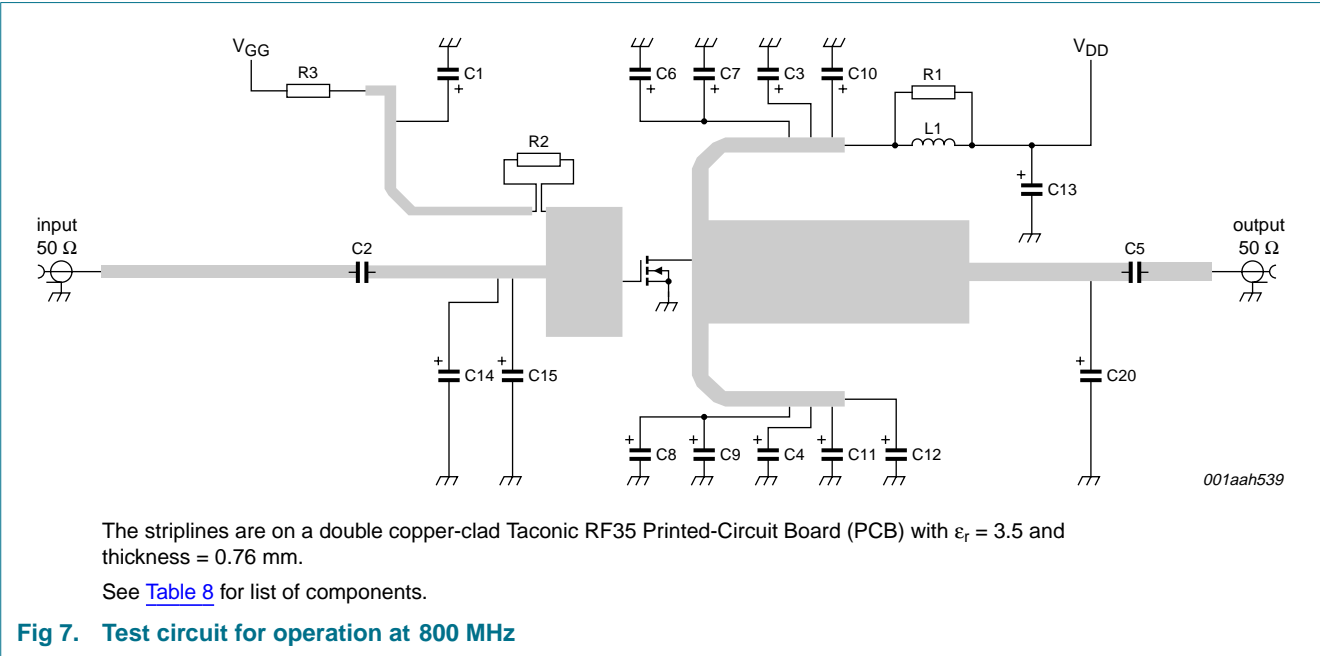 V_GG
R3
C1
C6
C7
C3
C10
R1
V_DD
L1
R2
C13
input
50 Ω
C2
C5
output
50 Ω
C14
C15
C20
C8
C9
C4
C11
C12
+
+
+
+
+
+
+
+
+
+
+
+
+
+
001aah539
The striplines are on a double copper-clad Taconic RF35 Printed-Circuit Board (PCB) with εr = 3.5 and
thickness = 0.76 mm.
See Table 8 for list of components.
Fig 7. Test circuit for operation at 800 MHz